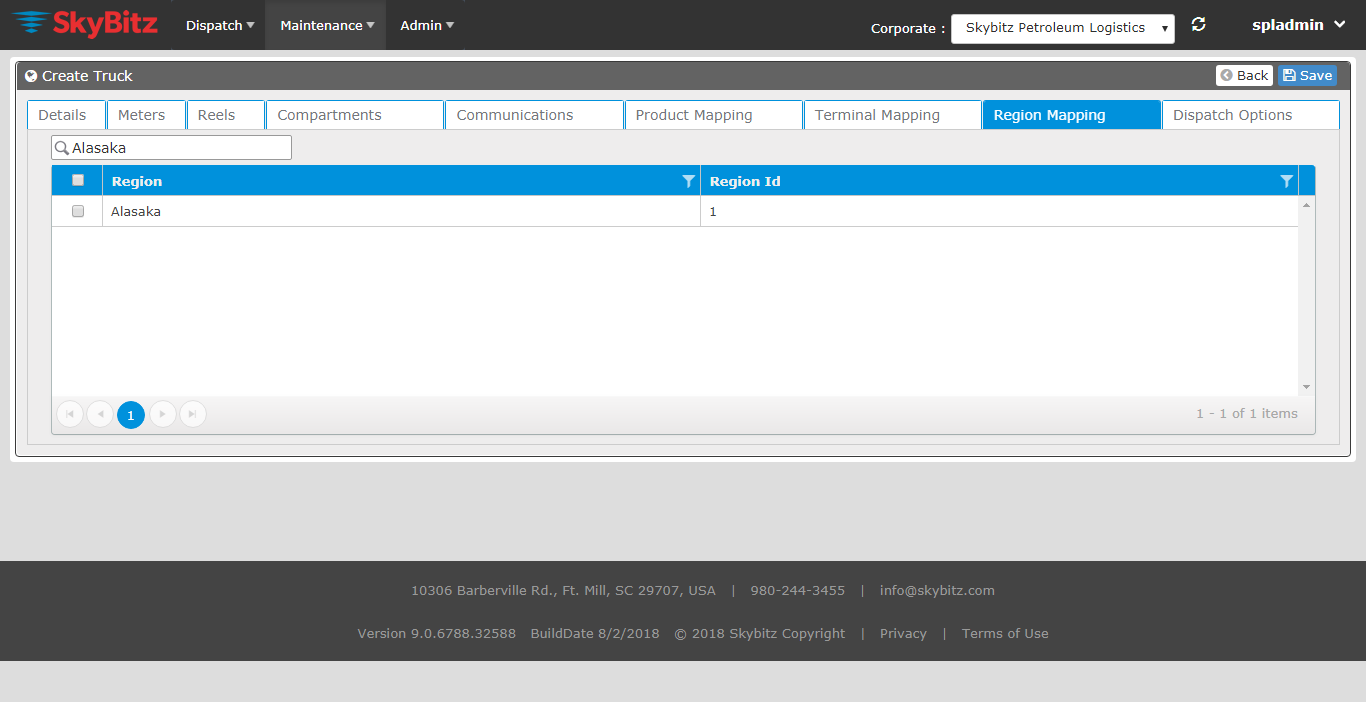 SkyBitz Dispatch Maintenance Admin Corporate : Skybitz Petroleum Logistics spladmin
Create Truck Back Save
Details Meters Reels Compartments Communications Product Mapping Terminal Mapping Region Mapping Dispatch Options
Alasaka
Region Region Id
Alasaka 1
1 1 - 1 of 1 items
10306 Barberville Rd., Ft. Mill, SC 29707, USA | 980-244-3455 | info@skybitz.com
Version 9.0.6788.32588 BuildDate 8/2/2018 © 2018 Skybitz Copyright | Privacy | Terms of Use